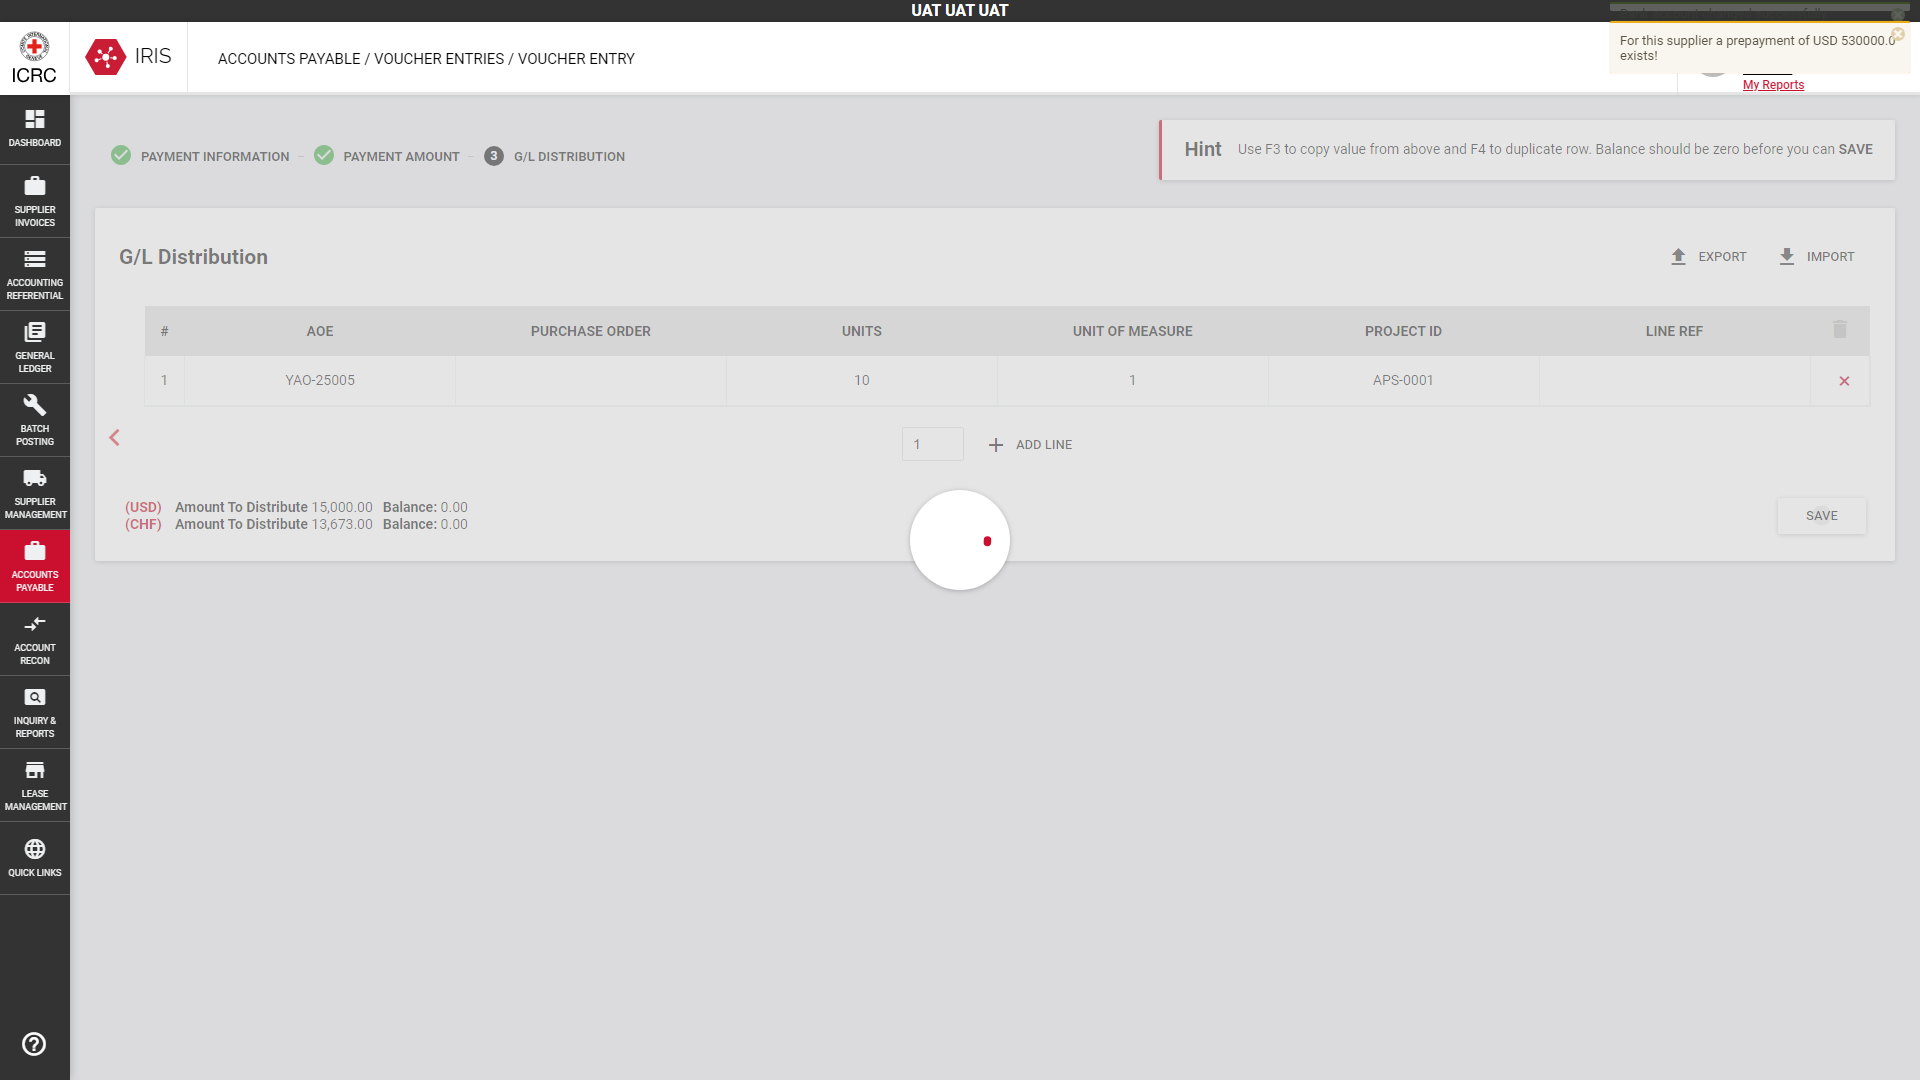 UAT UAT UAT
ICRC
IRIS
ACCOUNTS PAYABLE / VOUCHER ENTRIES / VOUCHER ENTRY
For this supplier a prepayment of USD 530000.0
exists!
My Reports
DASHBOARD
SUPPLIER
INVOICES
ACCOUNTING
REFERENTIAL
GENERAL
LEDGER
BATCH
POSTING
SUPPLIER
MANAGEMENT
ACCOUNTS
PAYABLE
ACCOUNT
RECON
INQUIRY &
REPORTS
LEASE
MANAGEMENT
QUICK LINKS
PAYMENT INFORMATION
PAYMENT AMOUNT
3 G/L DISTRIBUTION
Hint Use F3 to copy value from above and F4 to duplicate row. Balance should be zero before you can SAVE
G/L Distribution
EXPORT
IMPORT
# AOE PURCHASE ORDER UNITS UNIT OF MEASURE PROJECT ID LINE REF
1 YAO-25005 10 1 APS-0001
1 ADD LINE
(USD) Amount To Distribute 15,000.00 Balance: 0.00
(CHF) Amount To Distribute 13,673.00 Balance: 0.00
SAVE